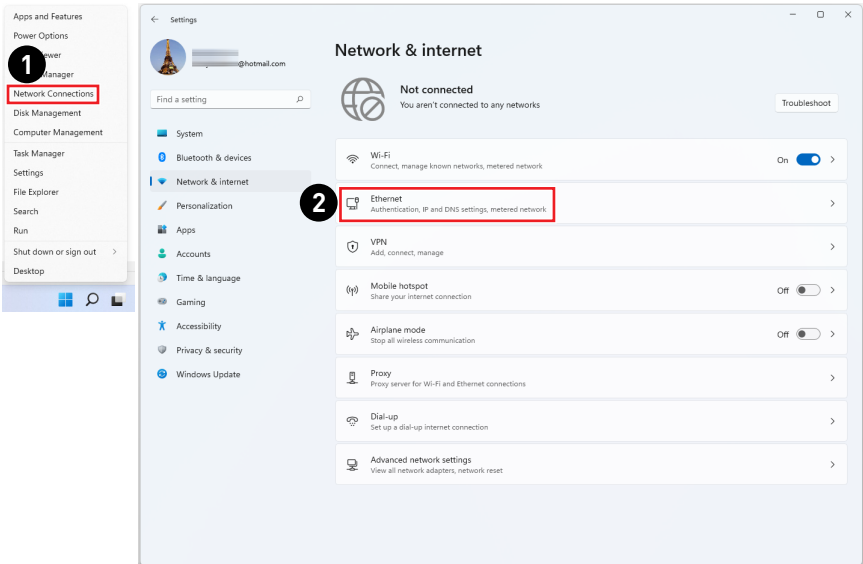 Apps and Features
Power Options
ewer
1
Manager
Network Connections
Disk Management
Computer Management
Task Manager
Settings
File Explorer
Search
Run
Shut down or sign out
Desktop
Settings
@hotmail.com
Find a setting
System
Bluetooth & devices
Network & internet
Personalization
Apps
Accounts
Time & language
Gaming
Accessibility
Privacy & security
Windows Update
Network & internet
Not connected
You aren't connected to any networks
Troubleshoot
Wi-Fi
Connect, manage known networks, metered network
On
2
Ethernet
Authentication, IP and DNS settings, metered network
VPN
Add, connect, manage
Mobile hotspot
Share your internet connection
Off
Airplane mode
Stop all wireless communication
Off
Proxy
Proxy server for Wi-Fi and Ethernet connections
Dial-up
Set up a dial-up internet connection
Advanced network settings
View all network adapters, network reset